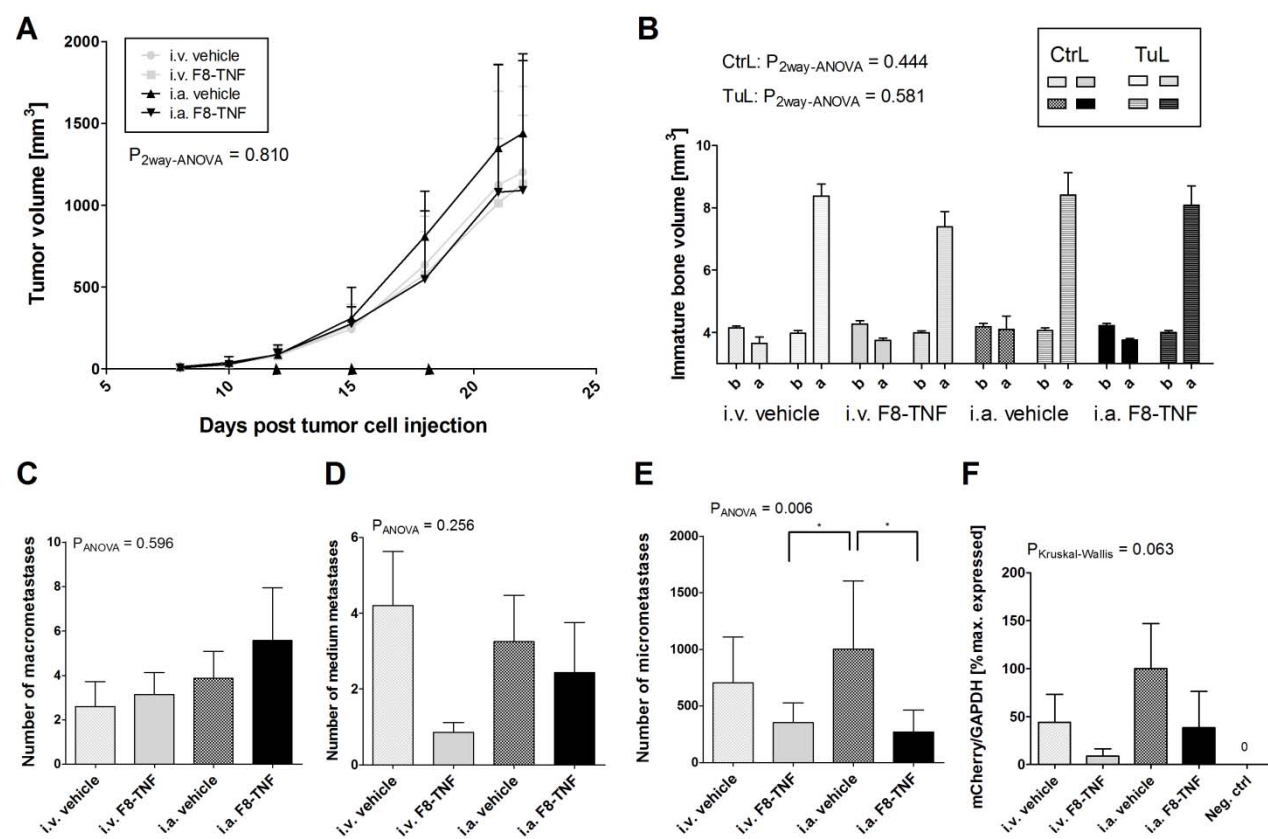 A
Tumor volume [mm³]
2000
1500
1000
500
0
i.v. vehicle
i.v. F8-TNF
i.a. vehicle
i.a. F8-TNF
P2way-ANOVA = 0.810
5
10
15
20
25
Days post tumor cell injection
B
CtrL: P2way-ANOVA = 0.444
TuL: P2way-ANOVA = 0.581
CtrL TuL
Immature bone volume [mm³]
10
8
6
4
b a b a b a b a b a b a b a b a
i.v. vehicle i.v. F8-TNF i.a. vehicle i.a. F8-TNF
C
PANOVA = 0.596
Number of macrometastases
10
8
6
4
2
0
i.v. vehicle
i.v. F8-TNF
i.a. vehicle
i.a. F8-TNF
D
PANOVA = 0.256
Number of medium metastases
6
4
2
0
i.v. vehicle
i.v. F8-TNF
i.a. vehicle
i.a. F8-TNF
E
PANOVA = 0.006
* *
Number of micrometastases
2000
1500
1000
500
0
i.v. vehicle
i.v. F8-TNF
i.a. vehicle
i.a. F8-TNF
F
PKruskal-Wallis = 0.063
mCherry/GAPDH [% max. expressed]
200
150
100
50
0
0
i.v. vehicle
i.v. F8-TNF
i.a. vehicle
i.a. F8-TNF
Neg. ctrl